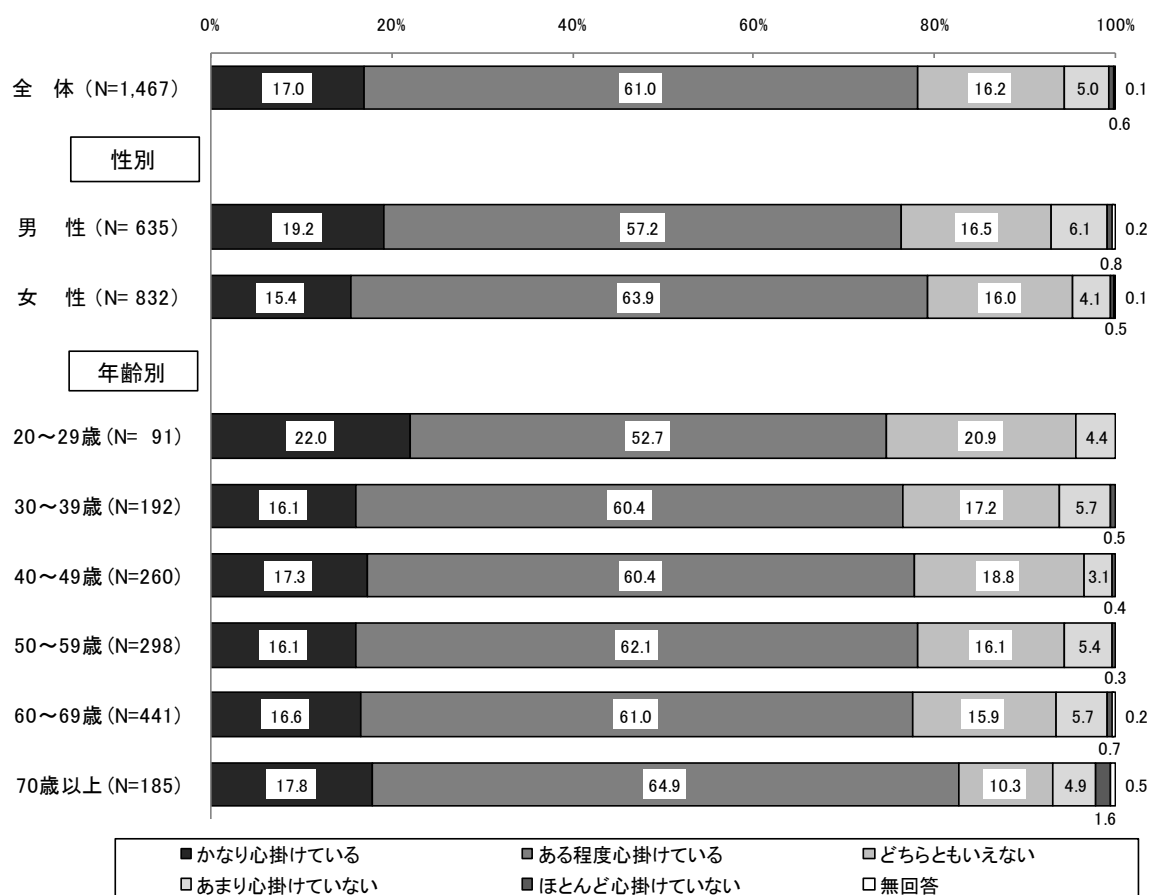 0% 20% 40% 60% 80% 100%
全 体 (N=1,467) 17.0 61.0 16.2 5.0 0.1
0.6
性別
男 性 (N= 635) 19.2 57.2 16.5 6.1 0.2
0.8
女 性 (N= 832) 15.4 63.9 16.0 4.1 0.1
0.5
年齢別
20～29歳 (N= 91) 22.0 52.7 20.9 4.4
30～39歳 (N=192) 16.1 60.4 17.2 5.7
0.5
40～49歳 (N=260) 17.3 60.4 18.8 3.1
0.4
50～59歳 (N=298) 16.1 62.1 16.1 5.4
0.3
60～69歳 (N=441) 16.6 61.0 15.9 5.7 0.2
0.7
70歳以上 (N=185) 17.8 64.9 10.3 4.9 0.5
1.6
かなり心掛けている ある程度心掛けている どちらともいえない
あまり心掛けていない ほとんど心掛けていない 無回答